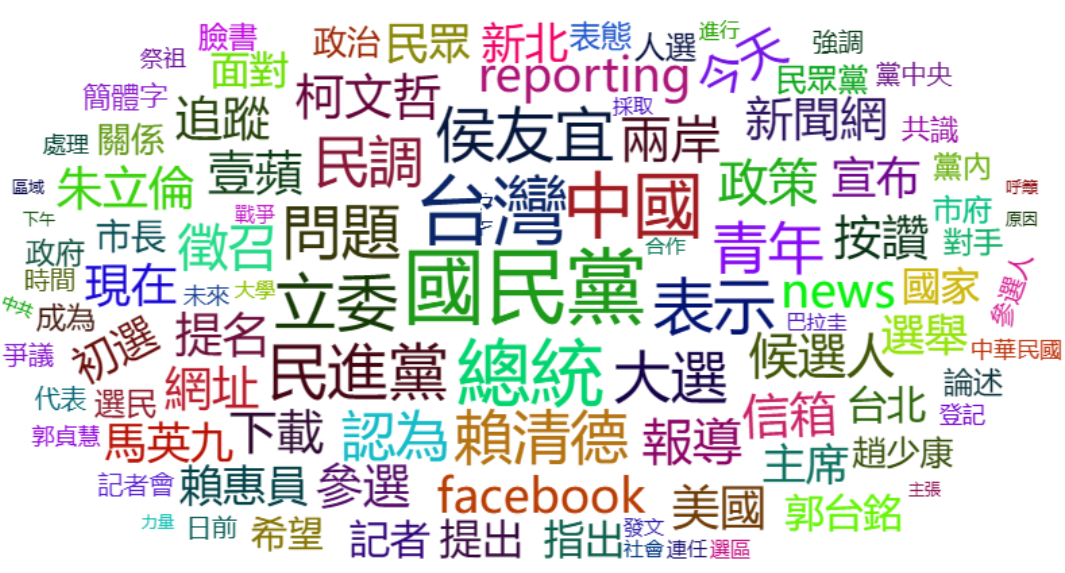 臉書
政治
民眾
新北
表態
人選
進行
今天
強調
祭祖
面對
柯文哲
reporting
民眾黨
黨中央
簡體字
追蹤
採取
新聞網
共識
處理
關係
壹蘋
民調
侯友宜
兩岸
政策
宣布
黨內
呼籲
區域
朱立倫
台灣
中國
市府
原因
下午
戰爭
問題
青年
按讚
對手
政府
市長
徵召
合作
國民黨
表示
news
國家
參選人
時間
現在
未來
大學
立委
巴拉圭
中共
成為
初選
提名
總統
候選人
選舉
中華民國
爭議
網址
民進黨
大選
論述
代表
選民
下載
認為
賴清德
報導
信箱
台北
登記
郭貞慧
馬英九
主席
趙少康
記者會
賴惠員
參選
facebook
美國
郭台銘
主張
力量
日前
希望
記者
提出
指出
發文
社會
連任
選區